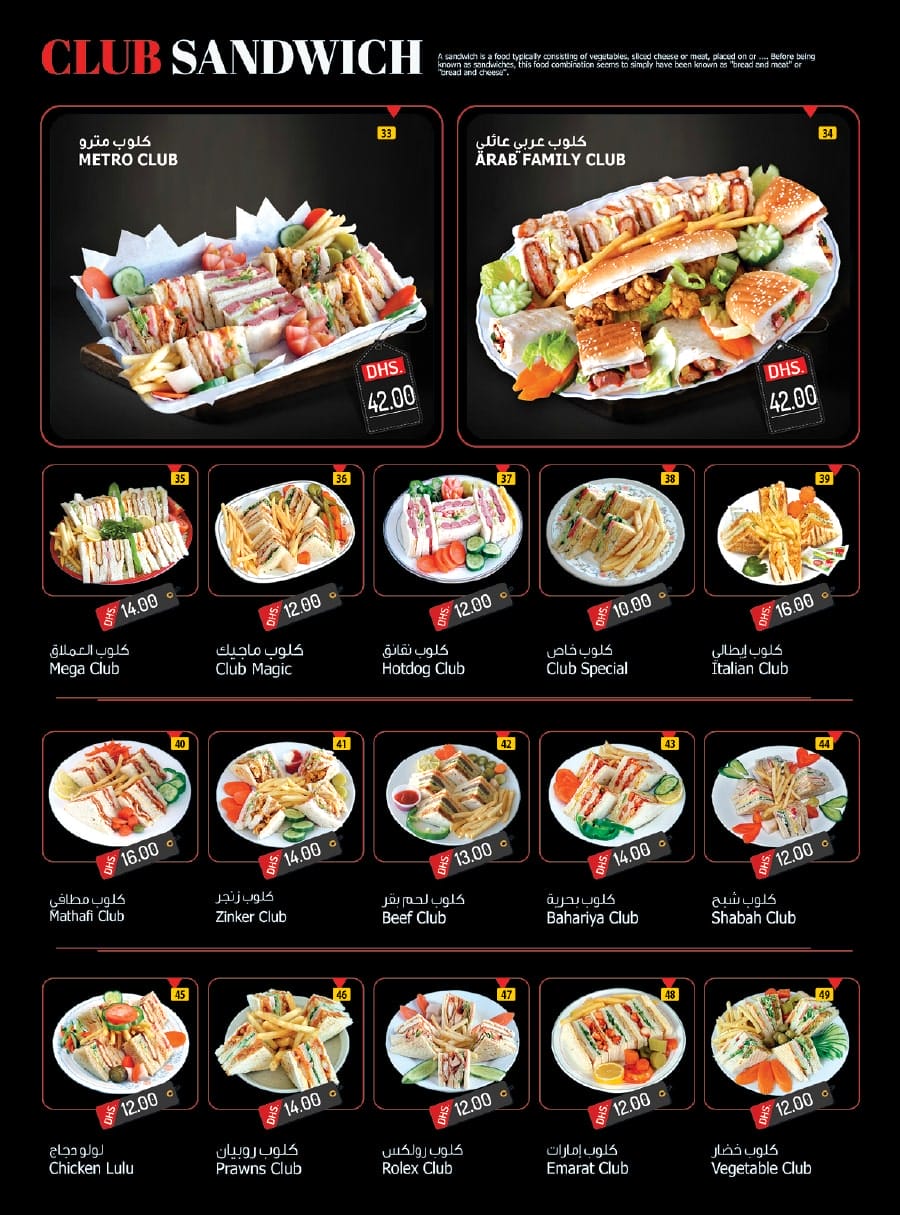 CLUB SANDWICH
A sandwich is a food typically consisting of vegetables, sliced cheese or meat, placed on or .... Before being
known as sandwiches, this food combination seems to simply have been known as "bread and meat" or
"bread and cheese".
33
كلوب مترو
METRO CLUB
DHS.
42.00
34
كلوب عربي عائلي
ARAB FAMILY CLUB
DHS.
42.00
35
DHS. 14.00
كلوب العملاق
Mega Club
36
DHS. 12.00
كلوب ماجيك
Club Magic
37
DHS. 12.00
كلوب نقانق
Hotdog Club
38
DHS. 10.00
كلوب خاص
Club Special
39
DHS. 16.00
كلوب إيطالي
Italian Club
40
DHS. 16.00
كلوب مطافي
Mathafi Club
41
DHS. 14.00
كلوب زنجر
Zinker Club
42
DHS. 13.00
كلوب لحم بقر
Beef Club
43
DHS. 14.00
كلوب بحرية
Bahariya Club
44
DHS. 12.00
كلوب شبح
Shabah Club
45
DHS. 12.00
لولو دجاج
Chicken Lulu
46
DHS. 14.00
كلوب روبيان
Prawns Club
47
DHS. 12.00
كلوب رولكس
Rolex Club
48
DHS. 12.00
كلوب إمارات
Emarat Club
49
DHS. 12.00
كلوب خضار
Vegetable Club